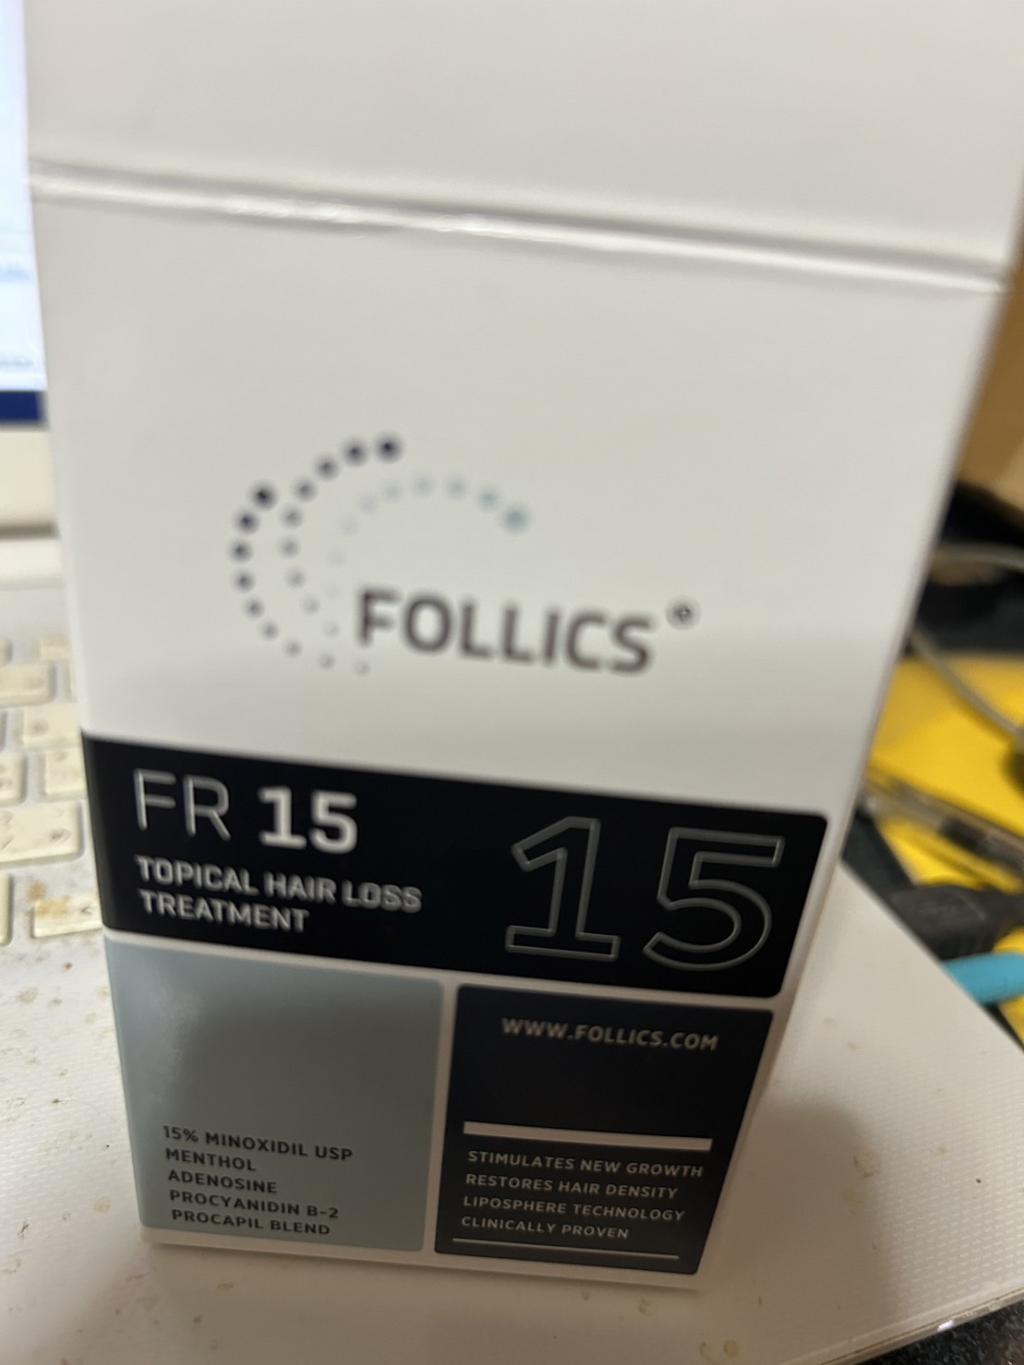 FOLLICS®
FR 15
TOPICAL HAIR LOSS
TREATMENT
15
15% MINOXIDIL USP
MENTHOL
ADENOSINE
PROCYANIDIN B-2
PROCAPIL BLEND
WWW.FOLLICS.COM
STIMULATES NEW GROWTH
RESTORES HAIR DENSITY
LIPOSPHERE TECHNOLOGY
CLINICALLY PROVEN